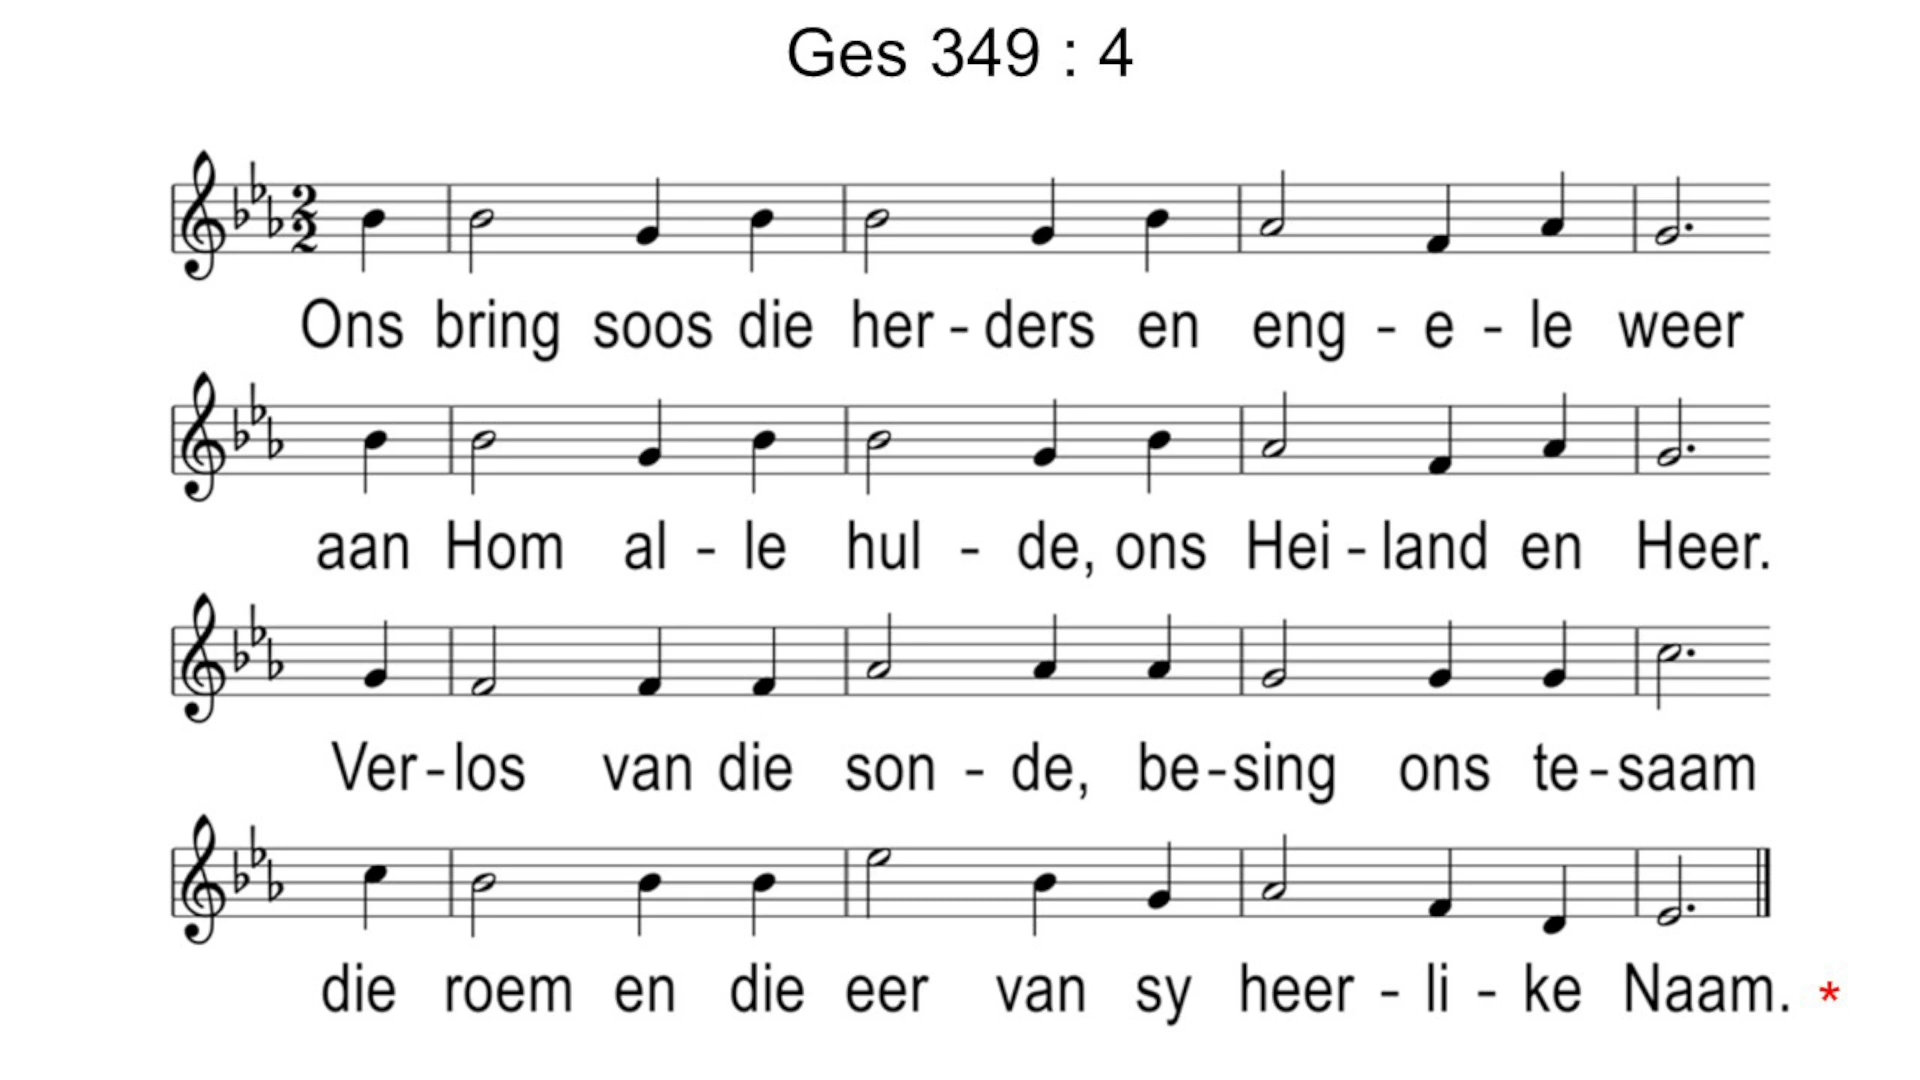 Ges 349 : 4
Ons bring soos die her - ders en eng - e - le weer
aan Hom al - le hul - de, ons Hei - land en Heer.
Ver - los van die son - de, be - sing ons te - saam
die roem en die eer van sy heer - li - ke Naam. *